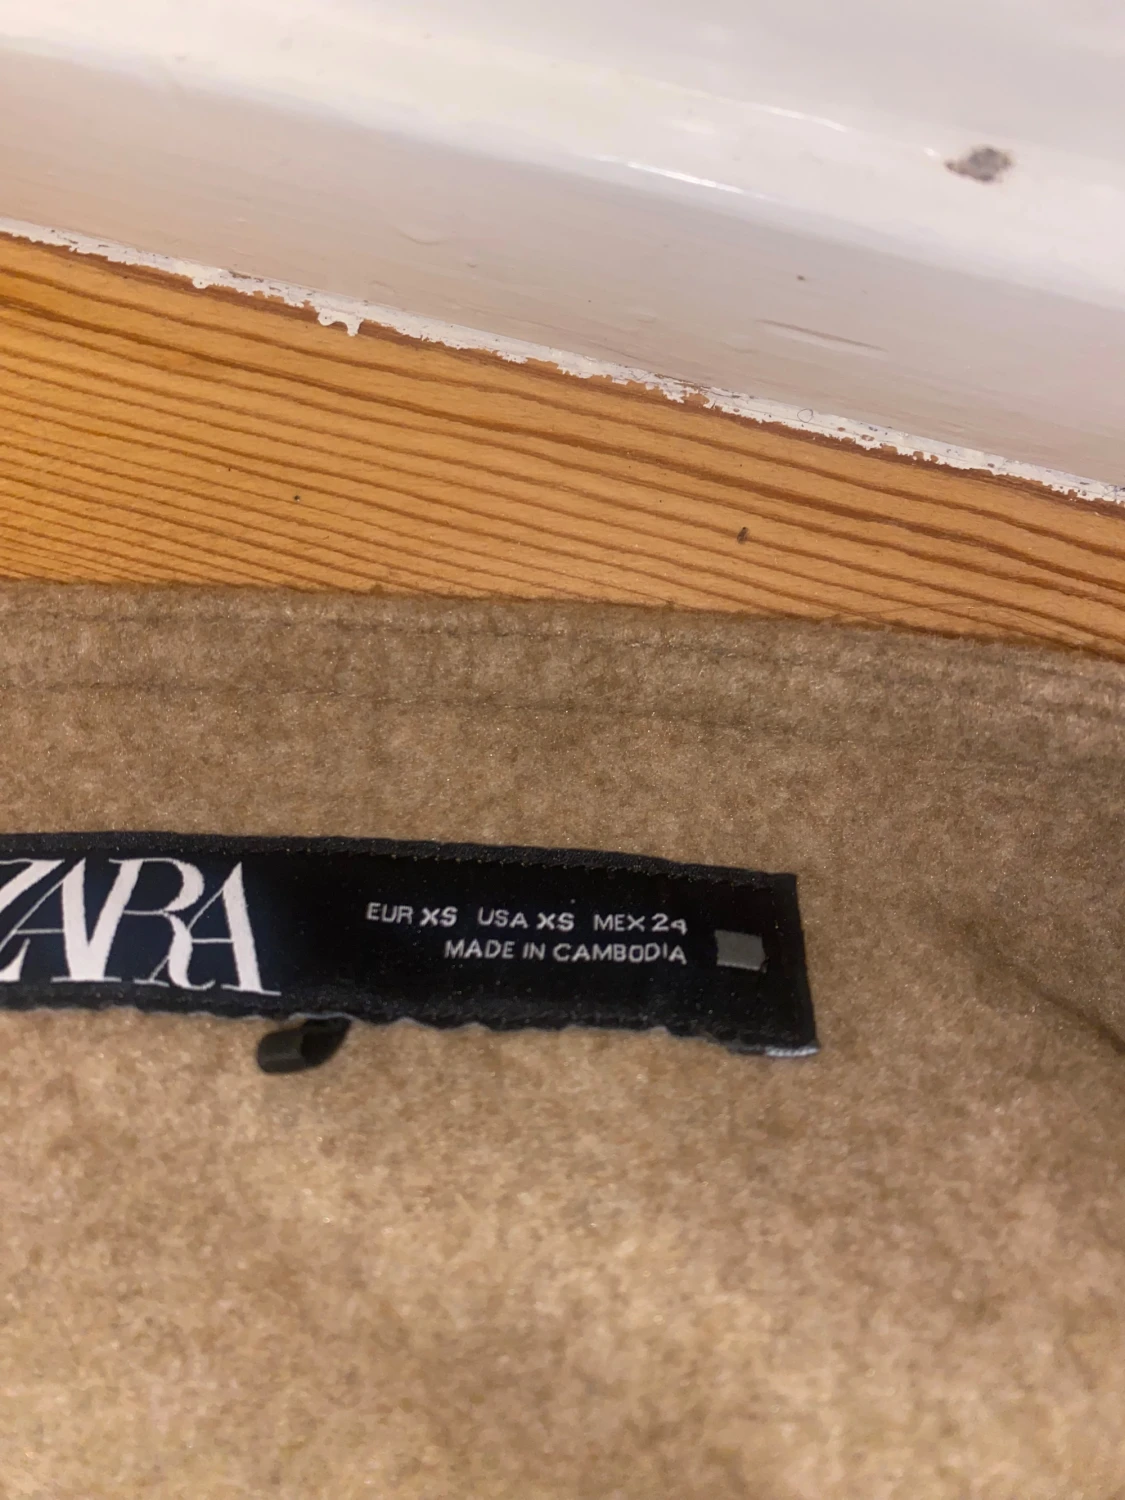 ZARA
EUR XS USA XS MEX 24
MADE IN CAMBODIA